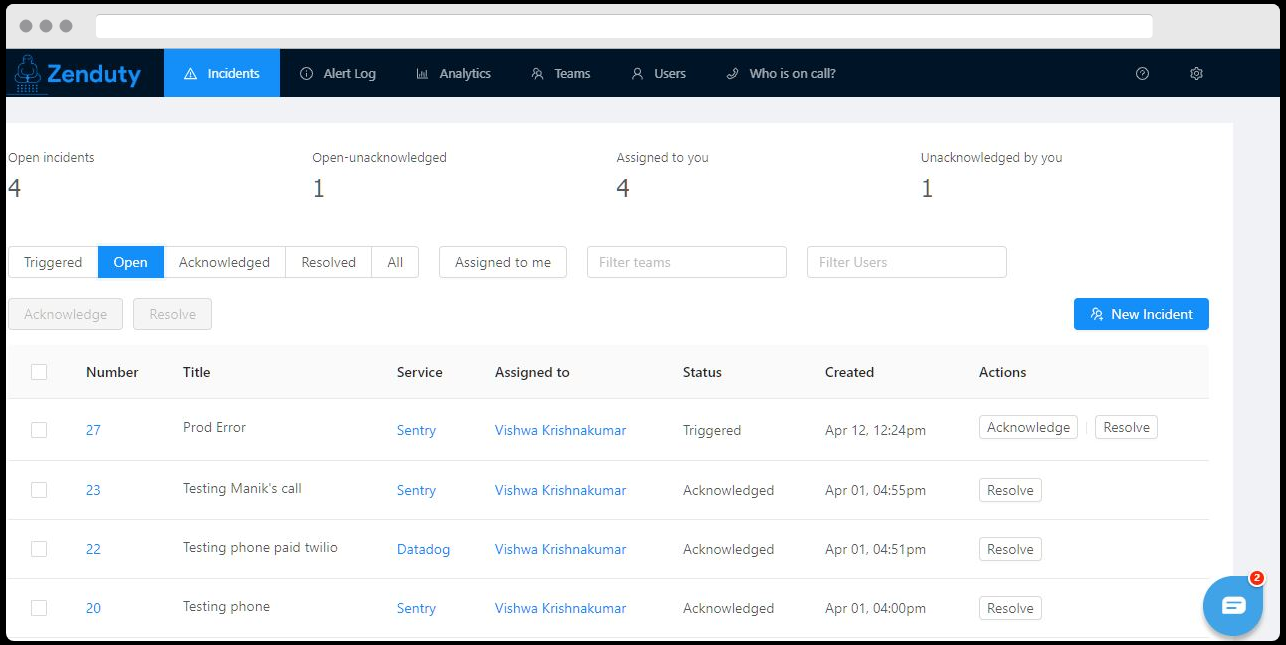 Zenduty Incidents Alert Log Analytics Teams Users Who is on call?
Open incidents Open-unacknowledged Assigned to you Unacknowledged by you
4 1 4 1
Triggered Open Acknowledged Resolved All Assigned to me Filter teams Filter Users
Acknowledge Resolve New Incident
Number Title Service Assigned to Status Created Actions
27 Prod Error Sentry Vishwa Krishnakumar Triggered Apr 12, 12:24pm Acknowledge Resolve
23 Testing Manik's call Sentry Vishwa Krishnakumar Acknowledged Apr 01, 04:55pm Resolve
22 Testing phone paid twilio Datadog Vishwa Krishnakumar Acknowledged Apr 01, 04:51pm Resolve
20 Testing phone Sentry Vishwa Krishnakumar Acknowledged Apr 01, 04:00pm Resolve
2